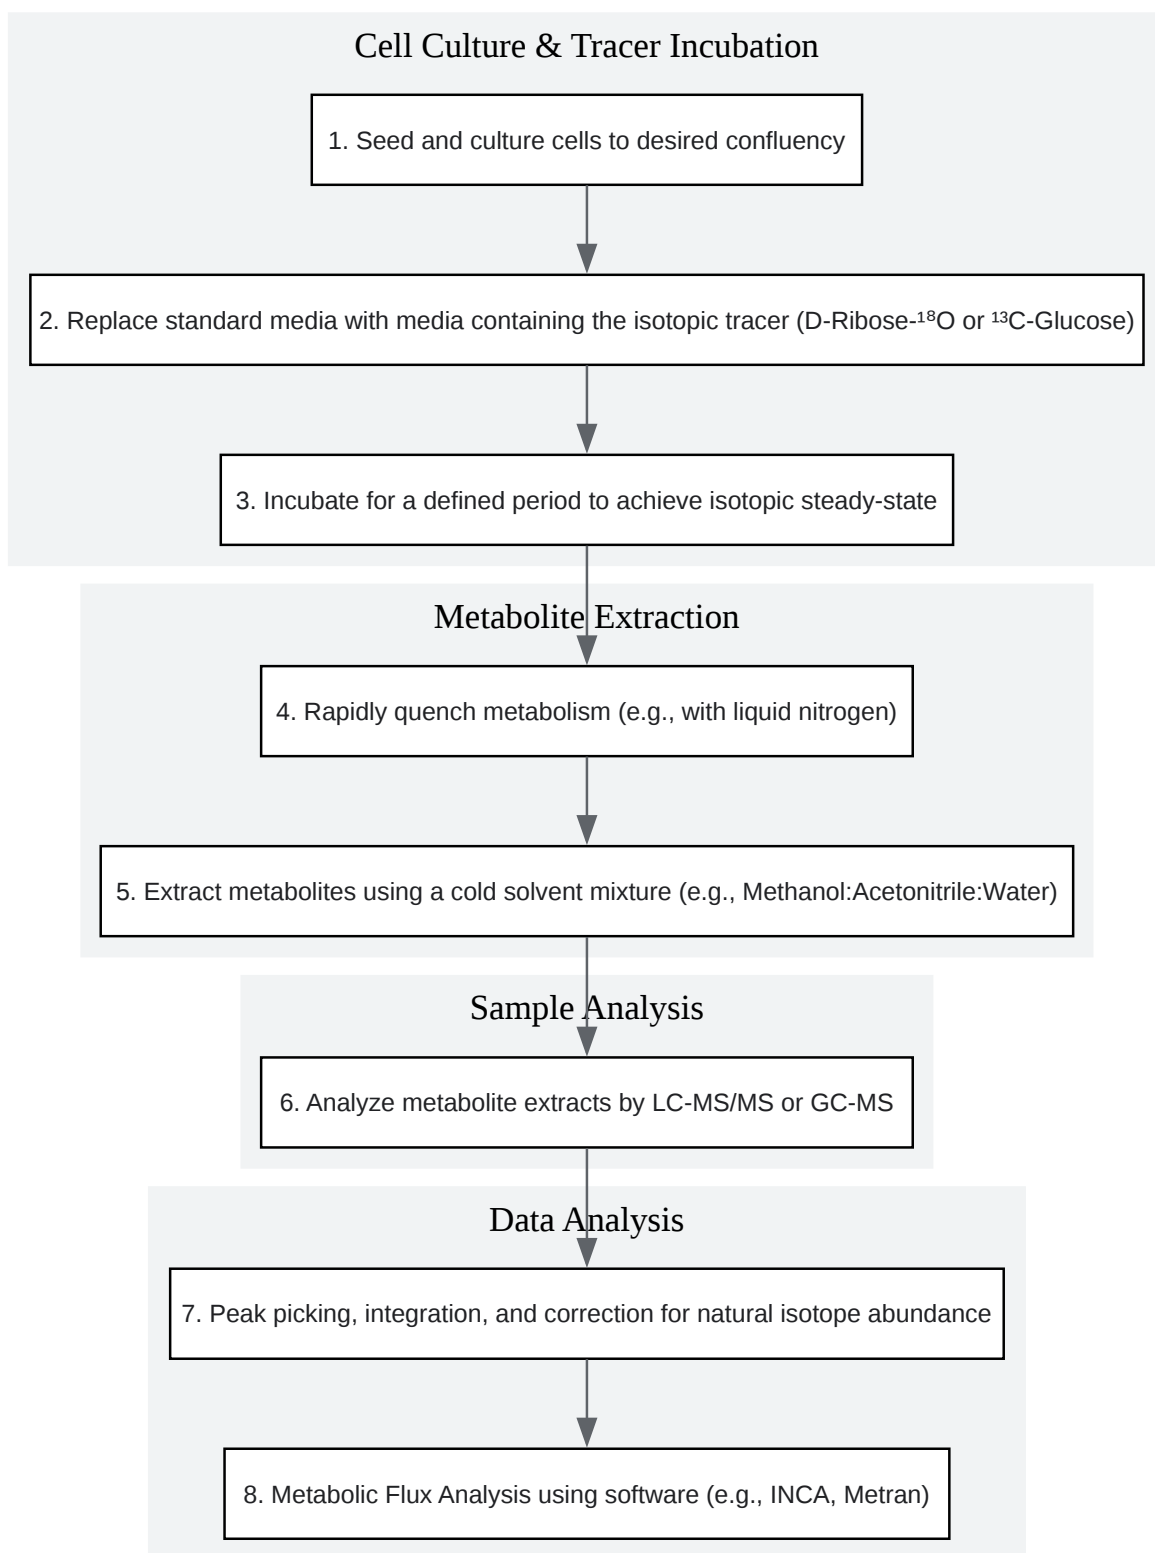 Cell Culture & Tracer Incubation
1. Seed and culture cells to desired confluency
2. Replace standard media with media containing the isotopic tracer (D-Ribose-¹⁸O or ¹³C-Glucose)
3. Incubate for a defined period to achieve isotopic steady-state
Metabolite Extraction
4. Rapidly quench metabolism (e.g., with liquid nitrogen)
5. Extract metabolites using a cold solvent mixture (e.g., Methanol:Acetonitrile:Water)
Sample Analysis
6. Analyze metabolite extracts by LC-MS/MS or GC-MS
Data Analysis
7. Peak picking, integration, and correction for natural isotope abundance
8. Metabolic Flux Analysis using software (e.g., INCA, Metran)